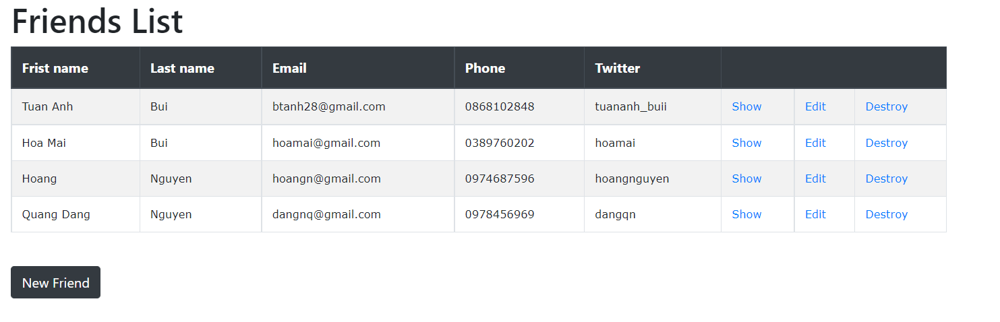 Friends List
Frist name Last name Email Phone Twitter
Tuan Anh Bui btanh28@gmail.com 0868102848 tuananh_buii Show Edit Destroy
Hoa Mai Bui hoamai@gmail.com 0389760202 hoamai Show Edit Destroy
Hoang Nguyen hoangn@gmail.com 0974687596 hoangnguyen Show Edit Destroy
Quang Dang Nguyen dangnq@gmail.com 0978456969 dangqn Show Edit Destroy
New Friend